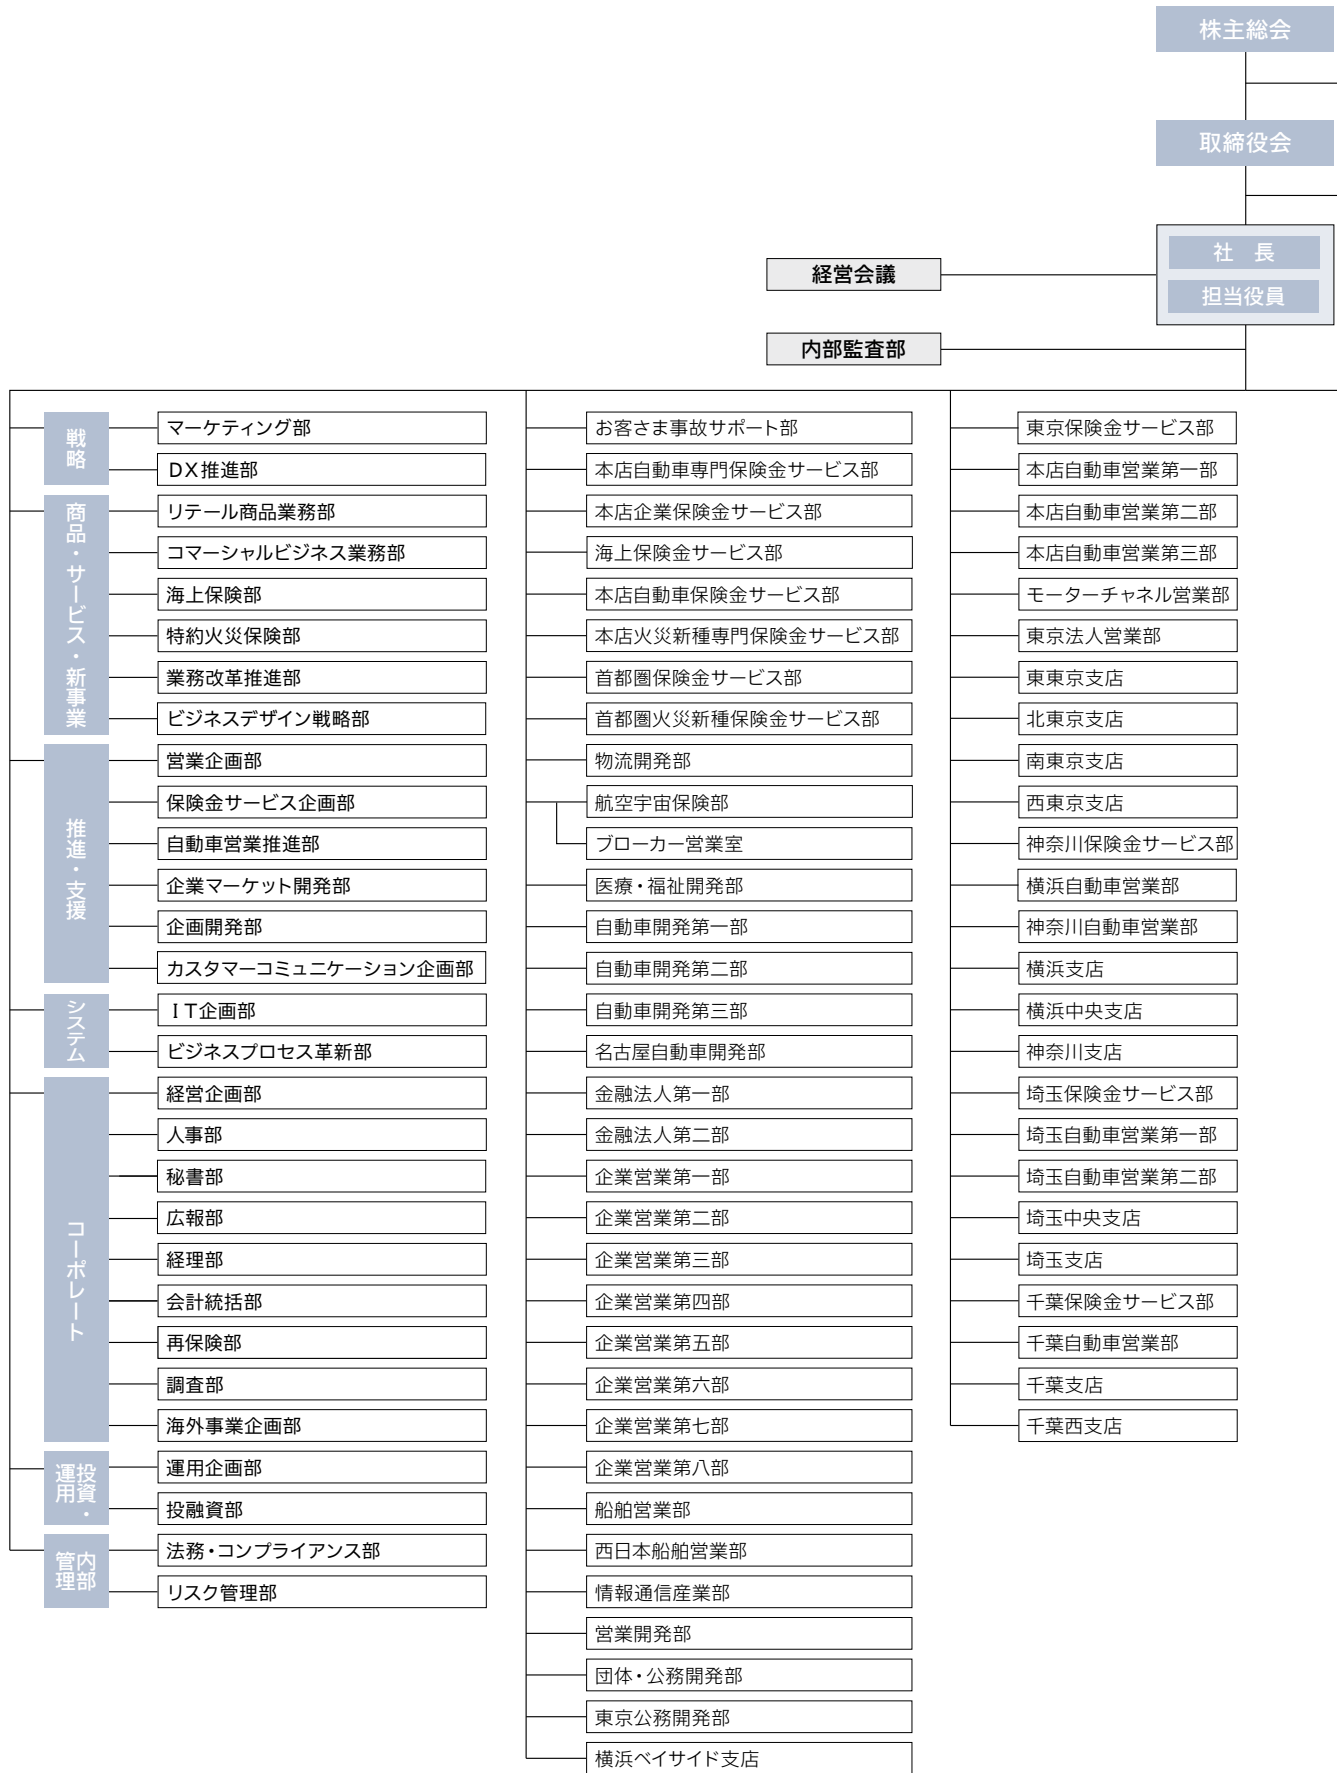 株主総会
取締役会
社　長
担当役員
経営会議
内部監査部
戦略
マーケティング部
DX推進部
商品・サービス・新事業
リテール商品業務部
コマーシャルビジネス業務部
海上保険部
特約火災保険部
業務改革推進部
ビジネスデザイン戦略部
推進・支援
営業企画部
保険金サービス企画部
自動車営業推進部
企業マーケット開発部
企画開発部
カスタマーコミュニケーション企画部
システム
IT企画部
ビジネスプロセス革新部
コーポレート
経営企画部
人事部
秘書部
広報部
経理部
会計統括部
再保険部
調査部
海外事業企画部
投資・
運用
運用企画部
投融資部
内部
管理
法務・コンプライアンス部
リスク管理部
お客さま事故サポート部
本店自動車専門保険金サービス部
本店企業保険金サービス部
海上保険金サービス部
本店自動車保険金サービス部
本店火災新種専門保険金サービス部
首都圏保険金サービス部
首都圏火災新種保険金サービス部
物流開発部
航空宇宙保険部
ブローカー営業室
医療・福祉開発部
自動車開発第一部
自動車開発第二部
自動車開発第三部
名古屋自動車開発部
金融法人第一部
金融法人第二部
企業営業第一部
企業営業第二部
企業営業第三部
企業営業第四部
企業営業第五部
企業営業第六部
企業営業第七部
企業営業第八部
船舶営業部
西日本船舶営業部
情報通信産業部
営業開発部
団体・公務開発部
東京公務開発部
横浜ベイサイド支店
東京保険金サービス部
本店自動車営業第一部
本店自動車営業第二部
本店自動車営業第三部
モーターチャネル営業部
東京法人営業部
東東京支店
北東京支店
南東京支店
西東京支店
神奈川保険金サービス部
横浜自動車営業部
神奈川自動車営業部
横浜支店
横浜中央支店
神奈川支店
埼玉保険金サービス部
埼玉自動車営業第一部
埼玉自動車営業第二部
埼玉中央支店
埼玉支店
千葉保険金サービス部
千葉自動車営業部
千葉支店
千葉西支店